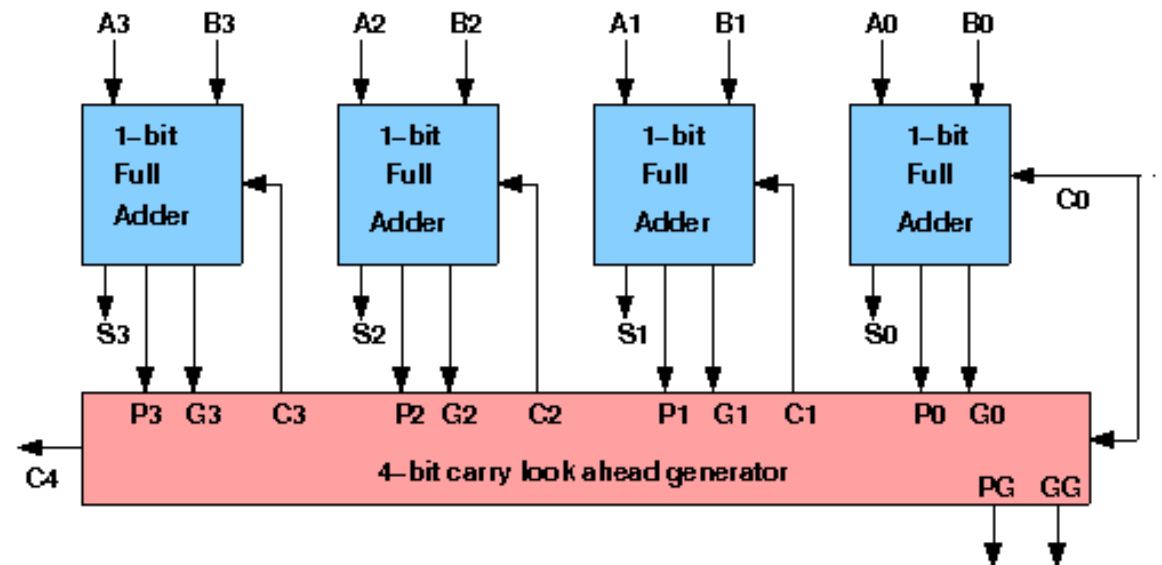 A3 B3 A2 B2 A1 B1 A0 B0
1–bit 1–bit 1–bit 1–bit
Full Full Full Full
C0
Adder Adder Adder Adder
S3 S2 S1 S0
P3 G3 C3 P2 G2 C2 P1 G1 C1 P0 G0
4–bit carry look ahead generator
C4
PG GG